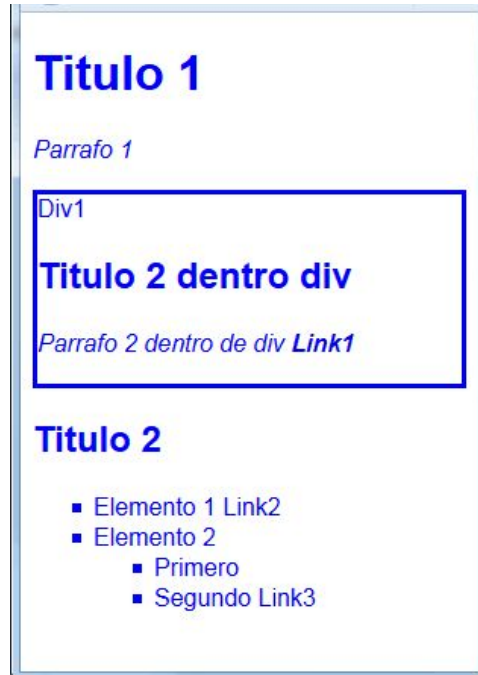 Titulo 1
Parrafo 1
Div1
Titulo 2 dentro div
Parrafo 2 dentro de div Link1
Titulo 2
Elemento 1 Link2
Elemento 2
Primero
Segundo Link3